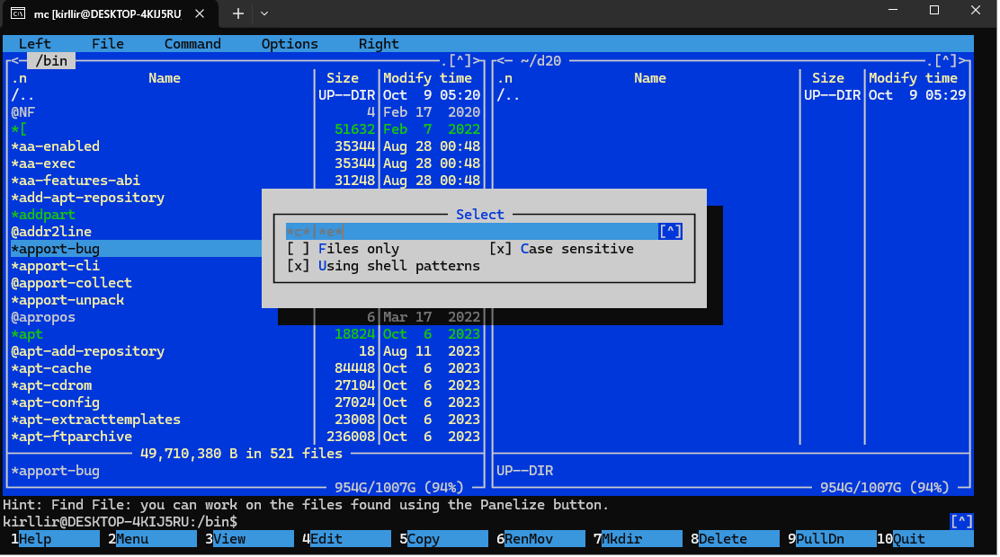 mc [kirllir@DESKTOP-4KIJ5RU
Left File Command Options Right
<─ /bin .[^]> <─ ~/d20 .[^]>
.n Name Size Modify time .n Name Size Modify time
/.. UP--DIR Oct 9 05:20 /.. UP--DIR Oct 9 05:29
@NF 4 Feb 17 2020
*[ 51632 Feb 7 2022
*aa-enabled 35344 Aug 28 00:48
*aa-exec 35344 Aug 28 00:48
*aa-features-abi 31248 Aug 28 00:48
*add-apt-repository
*addpart
@addr2line
*apport-bug
*apport-cli
@apport-collect
*apport-unpack
Select
*c*|*e* [^]
[ ] Files only [x] Case sensitive
[x] Using shell patterns
@apropos 6 Mar 17 2022
*apt 18824 Oct 6 2023
@apt-add-repository 18 Aug 11 2023
*apt-cache 84448 Oct 6 2023
*apt-cdrom 27104 Oct 6 2023
*apt-config 27024 Oct 6 2023
*apt-extracttemplates 23008 Oct 6 2023
*apt-ftparchive 236008 Oct 6 2023
49,710,380 B in 521 files
*apport-bug UP--DIR
954G/1007G (94%) 954G/1007G (94%)
Hint: Find File: you can work on the files found using the Panelize button.
kirllir@DESKTOP-4KIJ5RU:/bin$ [^]
1Help 2Menu 3View 4Edit 5Copy 6RenMov 7Mkdir 8Delete 9PullDn 10Quit